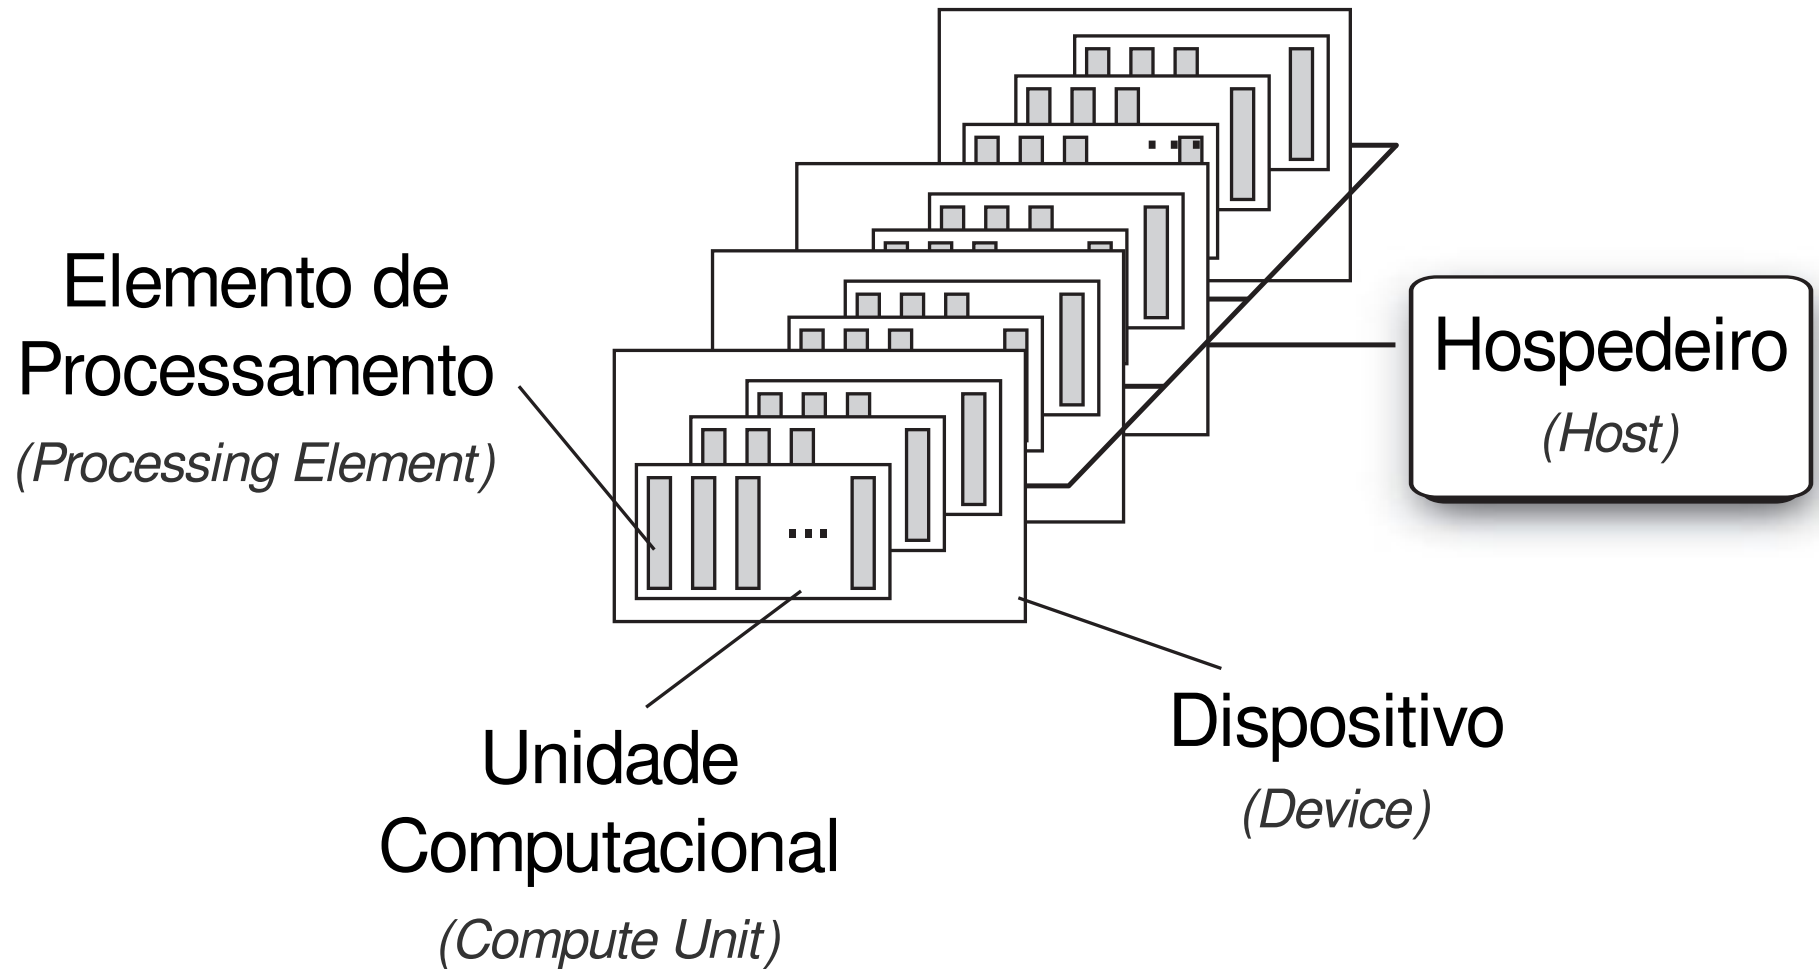 Elemento de
Processamento
(Processing Element)
Hospedeiro
(Host)
Unidade
Computacional
(Compute Unit)
Dispositivo
(Device)